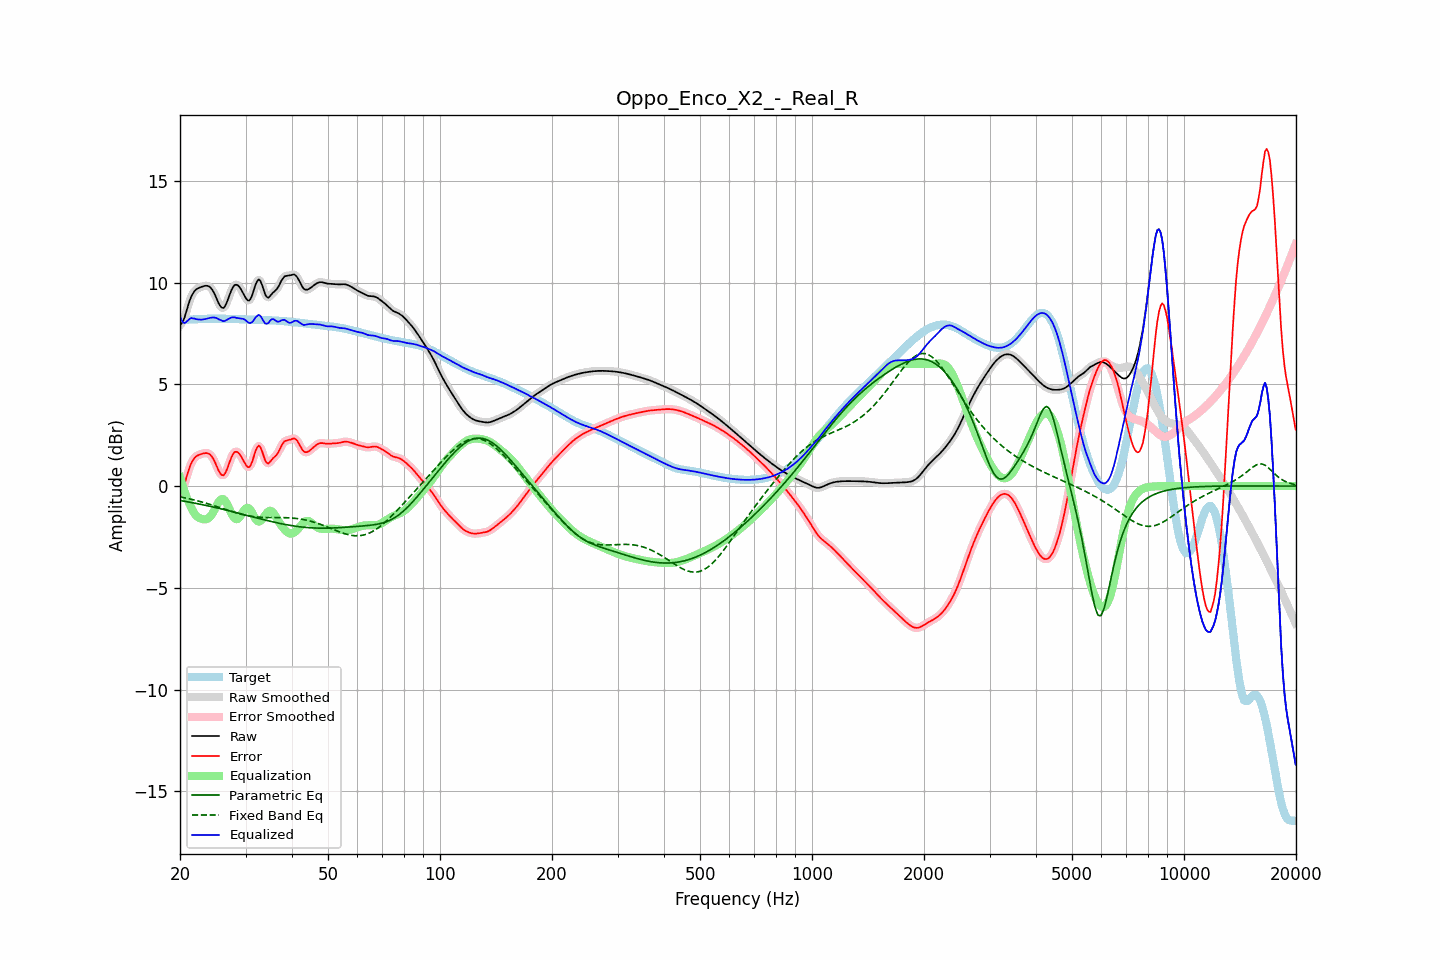 Oppo_Enco_X2_-_Real_R
Amplitude (dBr)
15
10
5
0
−5
−10
−15
Target
Raw Smoothed
Error Smoothed
Raw
Error
Equalization
Parametric Eq
Fixed Band Eq
Equalized
20 50 100 200 500 1000 2000 5000 10000 20000
Frequency (Hz)